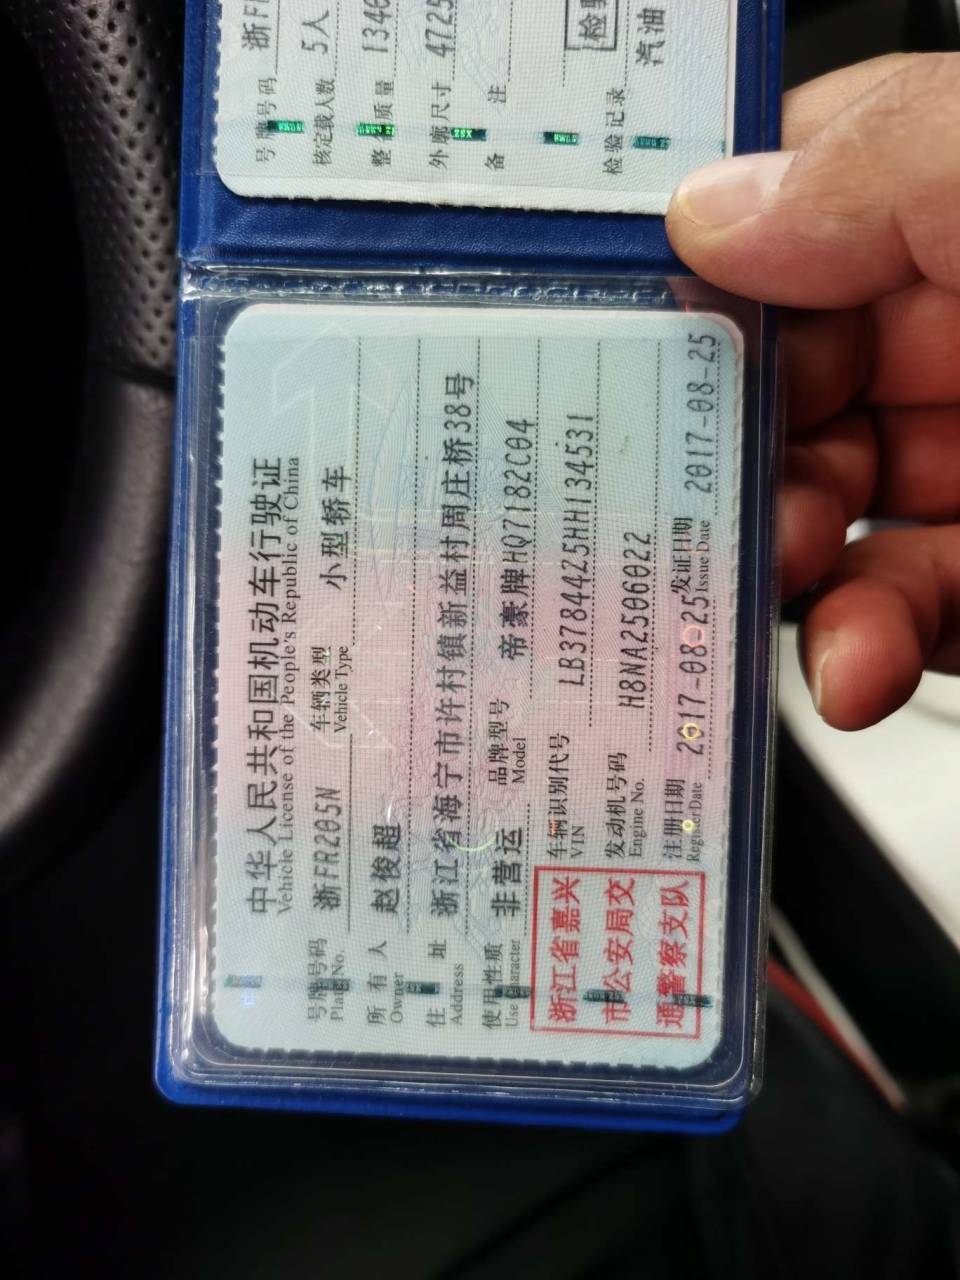 中华人民共和国机动车行驶证
Vehicle License of the People's Republic of China
号牌号码 浙FR205N 车辆类型 小型轿车
Plate No. Vehicle Type
所有人 赵俊超
Owner
住址 浙江省海宁市许村镇新益村周庄桥38号
Address
使用性质 非营运 品牌型号 帝豪牌HQ7182C04
Use Character Model
浙江省嘉兴
市公安局交
通警察支队
车辆识别代号 LB3784425HH134531
VIN
发动机号码 H8NA2506022
Engine No.
注册日期 2017-08-25 发证日期 2017-08-25
Register Date Issue Date
号牌号码 浙F
核定载人数 5人
整备质量 1346
外廓尺寸 4725
备注
检验记录 汽油